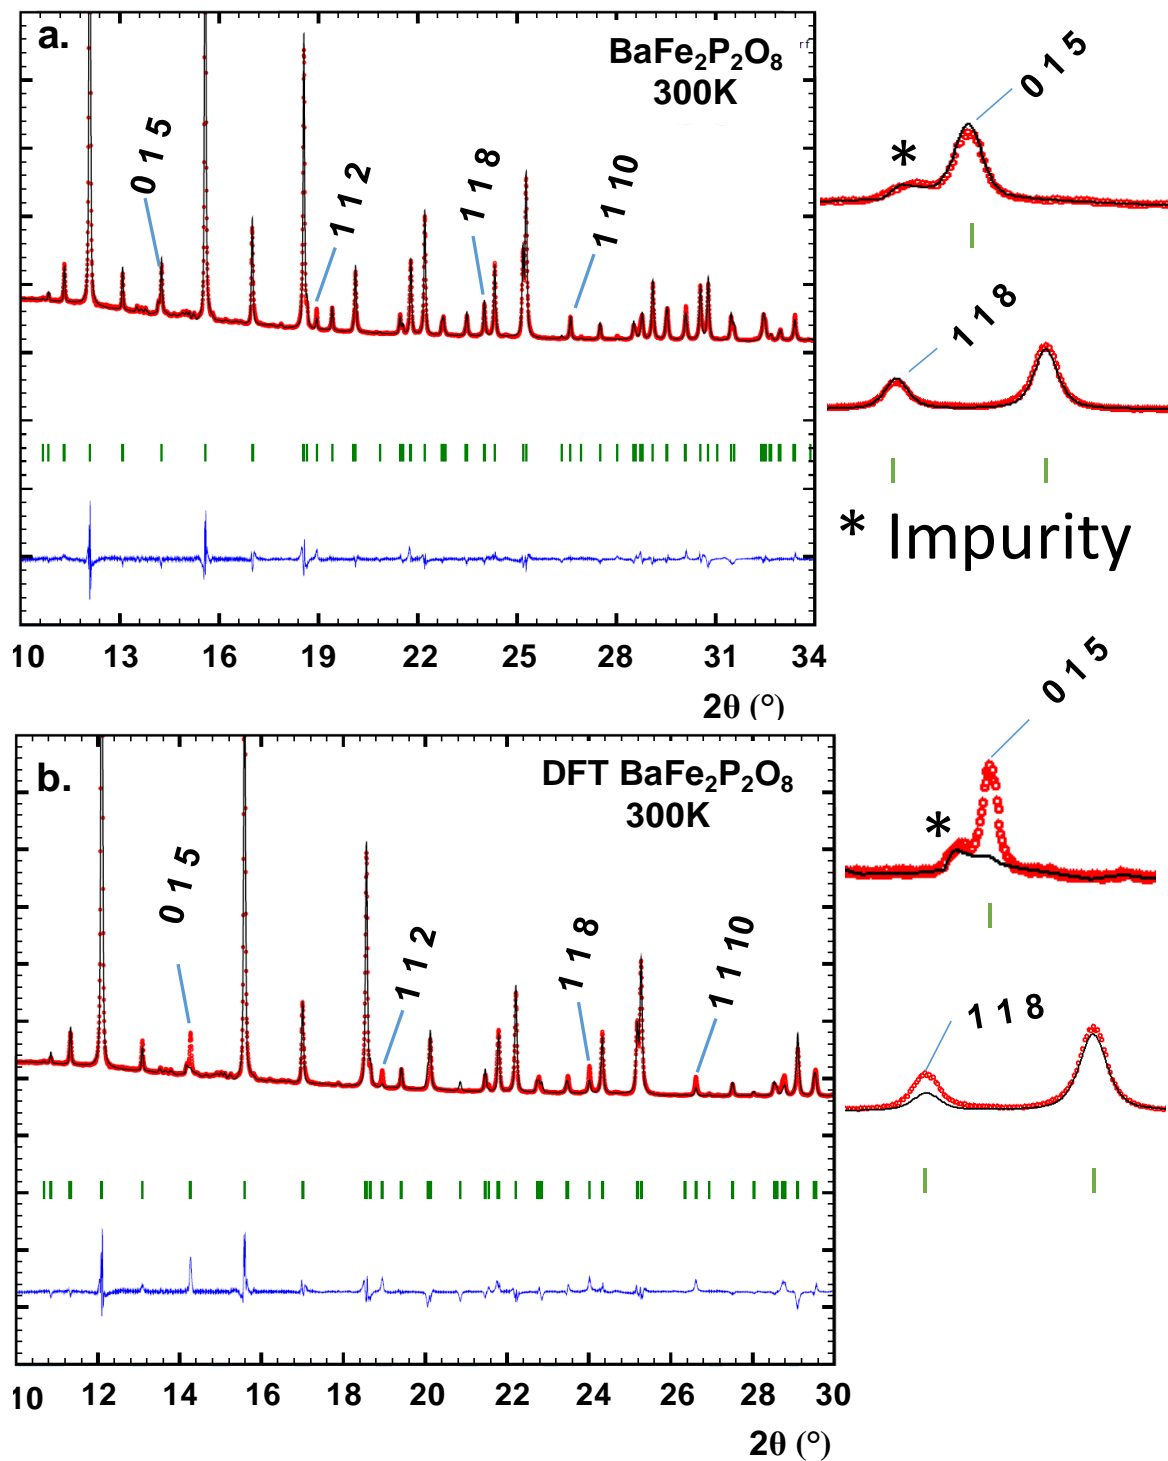 a.
BaFe₂P₂O₈
300K
rf
0 1 5
1 1 2
1 1 8
1 1 10
10 13 16 19 22 25 28 31 34
2θ (°)
0 1 5
*
1 1 8
* Impurity
b.
DFT BaFe₂P₂O₈
300K
0 1 5
1 1 2
1 1 8
1 1 10
10 12 14 16 18 20 22 24 26 28 30
2θ (°)
0 1 5
*
1 1 8